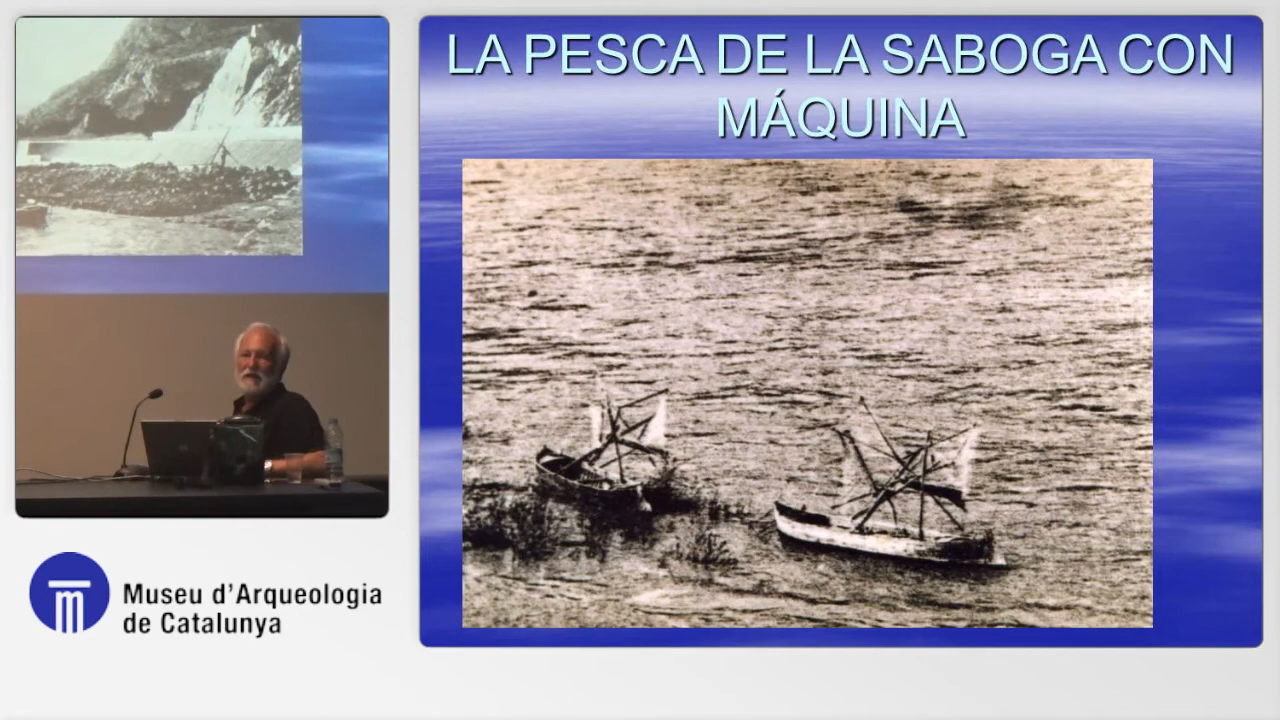 LA PESCA DE LA SABOGA CON
MÁQUINA
Museu d'Arqueologia
de Catalunya